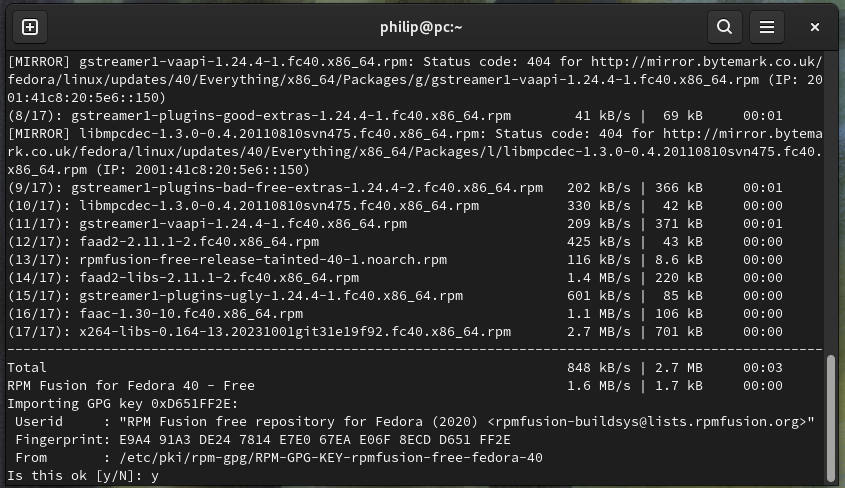 philip@pc:~
[MIRROR] gstreamer1-vaapi-1.24.4-1.fc40.x86_64.rpm: Status code: 404 for http://mirror.bytemark.co.uk/
fedora/linux/updates/40/Everything/x86_64/Packages/g/gstreamer1-vaapi-1.24.4-1.fc40.x86_64.rpm (IP: 20
01:41c8:20:5e6::150)
(8/17): gstreamer1-plugins-good-extras-1.24.4-1.fc40.x86_64.rpm        41 kB/s |  69 kB     00:01
[MIRROR] libmpcdec-1.3.0-0.4.20110810svn475.fc40.x86_64.rpm: Status code: 404 for http://mirror.bytema
rk.co.uk/fedora/linux/updates/40/Everything/x86_64/Packages/l/libmpcdec-1.3.0-0.4.20110810svn475.fc40.
x86_64.rpm (IP: 2001:41c8:20:5e6::150)
(9/17): gstreamer1-plugins-bad-free-extras-1.24.4-2.fc40.x86_64.rpm   202 kB/s | 366 kB     00:01
(10/17): libmpcdec-1.3.0-0.4.20110810svn475.fc40.x86_64.rpm           330 kB/s |  42 kB     00:00
(11/17): gstreamer1-vaapi-1.24.4-1.fc40.x86_64.rpm                    209 kB/s | 371 kB     00:01
(12/17): faad2-2.11.1-2.fc40.x86_64.rpm                               425 kB/s |  43 kB     00:00
(13/17): rpmfusion-free-release-tainted-40-1.noarch.rpm               116 kB/s | 8.6 kB     00:00
(14/17): faad2-libs-2.11.1-2.fc40.x86_64.rpm                          1.4 MB/s | 220 kB     00:00
(15/17): gstreamer1-plugins-ugly-1.24.4-1.fc40.x86_64.rpm             601 kB/s |  85 kB     00:00
(16/17): faac-1.30-10.fc40.x86_64.rpm                                 1.1 MB/s | 106 kB     00:00
(17/17): x264-libs-0.164-13.20231001git31e19f92.fc40.x86_64.rpm       2.7 MB/s | 701 kB     00:00
------------------------------------------------------------------------------------------------------
Total                                                                 848 kB/s | 2.7 MB     00:03
RPM Fusion for Fedora 40 - Free                                       1.6 MB/s | 1.7 kB     00:00
Importing GPG key 0xD651FF2E:
 Userid     : "RPM Fusion free repository for Fedora (2020) <rpmfusion-buildsys@lists.rpmfusion.org>"
 Fingerprint: E9A4 91A3 DE24 7814 E7E0 67EA E06F 8ECD D651 FF2E
 From       : /etc/pki/rpm-gpg/RPM-GPG-KEY-rpmfusion-free-fedora-40
Is this ok [y/N]: y